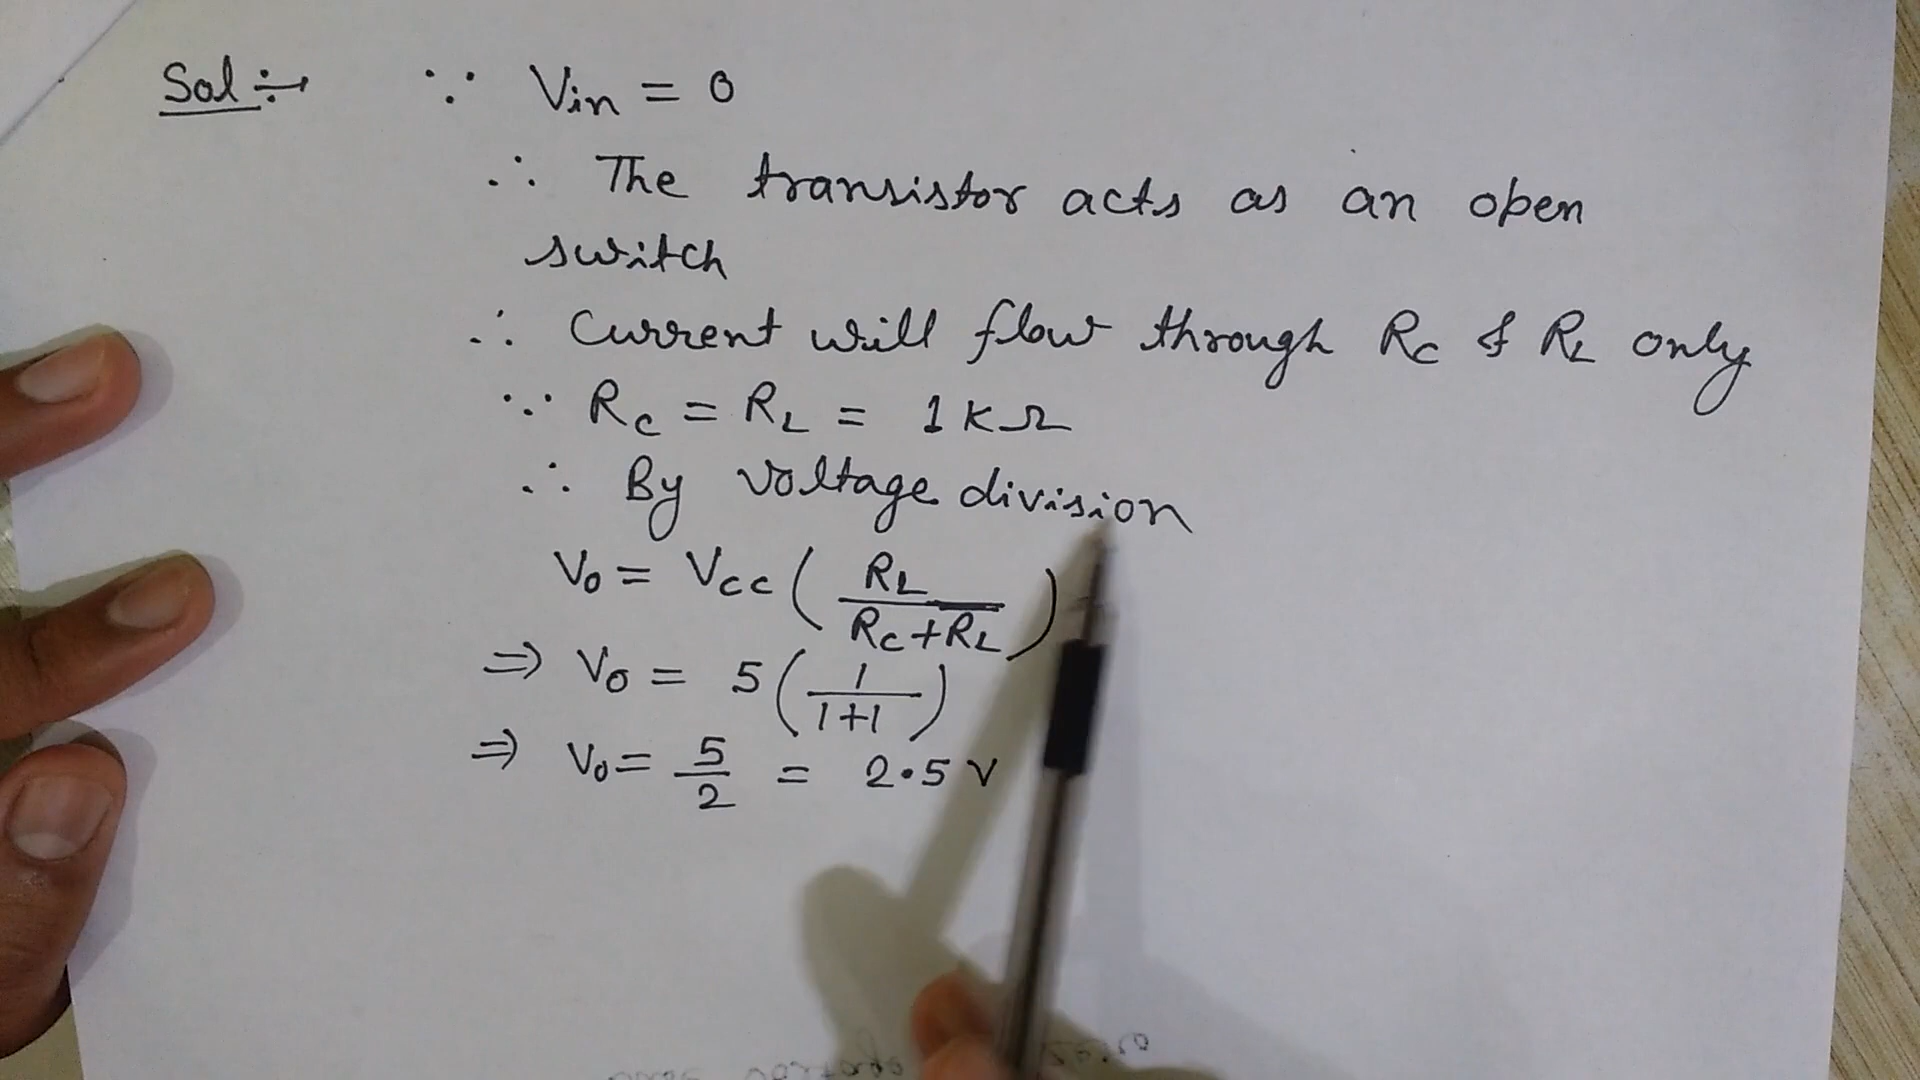 Sol ÷→ ∵ Vin = 0
∴ The transistor acts as an open
switch
∴ Current will flow through Rc & RL only
∵ Rc = RL = 1 KΩ
∴ By voltage division
Vo = Vcc ( RL / Rc + RL )
⇒ Vo = 5 ( 1 / 1+1 )
⇒ Vo = 5/2 = 2.5 V